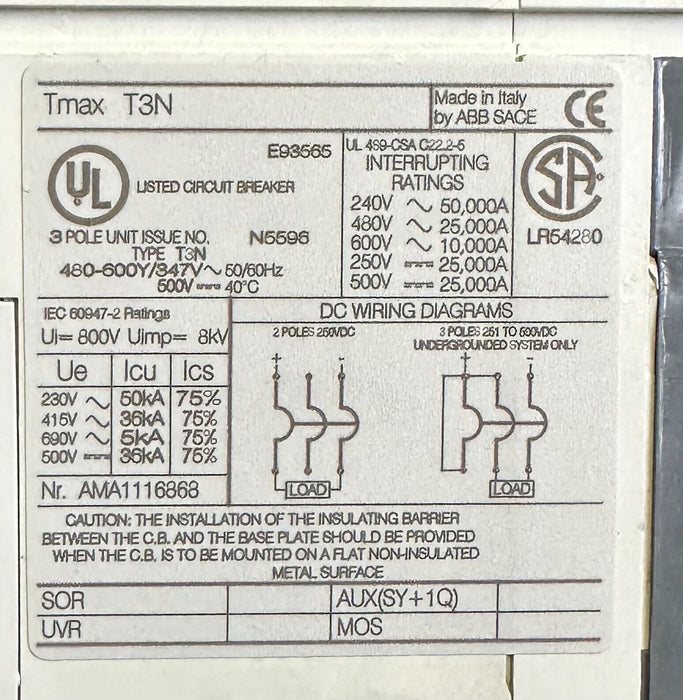 Tmax T3N
Made in Italy
by ABB SACE
CE
UL
E93565
LISTED CIRCUIT BREAKER
3 POLE UNIT ISSUE NO. N5596
TYPE T3N
480-600Y/347V ~ 50/60Hz
500V ⎓ 40°C
UL 489-CSA C22.2-5
INTERRUPTING
RATINGS
240V ~ 50,000A
480V ~ 25,000A
600V ~ 10,000A
250V ⎓ 25,000A
500V ⎓ 25,000A
SA
LR54280
IEC 60947-2 Ratings
Ui= 800V Uimp= 8kV
Ue Icu Ics
230V ~ 50kA 75%
415V ~ 36kA 75%
690V ~ 5kA 75%
500V ⎓ 36kA 75%
Nr. AMA1116868
DC WIRING DIAGRAMS
2 POLES 250VDC
+ -
LOAD
3 POLES 251 TO 500VDC
UNDERGROUNDED SYSTEM ONLY
+ -
LOAD
CAUTION: THE INSTALLATION OF THE INSULATING BARRIER
BETWEEN THE C.B. AND THE BASE PLATE SHOULD BE PROVIDED
WHEN THE C.B. IS TO BE MOUNTED ON A FLAT NON-INSULATED
METAL SURFACE
SOR AUX(SY+1Q)
UVR MOS